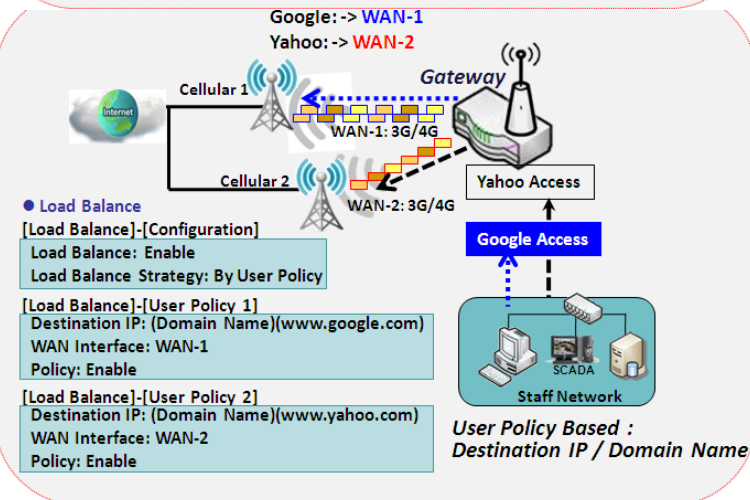 Google: -> WAN-1
Yahoo: -> WAN-2
Gateway
Cellular 1
Internet
WAN-1: 3G/4G
Cellular 2
WAN-2: 3G/4G
Yahoo Access
Google Access
Load Balance
[Load Balance]-[Configuration]
Load Balance: Enable
Load Balance Strategy: By User Policy
[Load Balance]-[User Policy 1]
Destination IP: (Domain Name)(www.google.com)
WAN Interface: WAN-1
Policy: Enable
[Load Balance]-[User Policy 2]
Destination IP: (Domain Name)(www.yahoo.com)
WAN Interface: WAN-2
Policy: Enable
SCADA
Staff Network
User Policy Based :
Destination IP / Domain Name